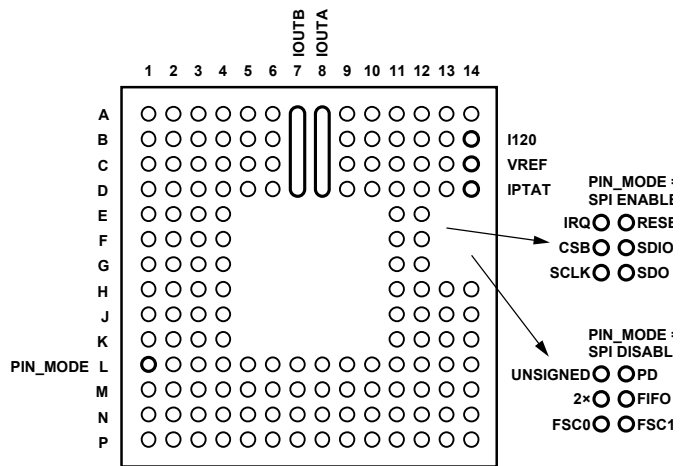 IOUTB
IOUTA
1 2 3 4 5 6 7 8 9 10 11 12 13 14
A
B I120
C VREF
D IPTAT
E
F
G
H
J
K
PIN_MODE L
M
N
P
PIN_MODE =
SPI ENABLE
IRQ RESE
CSB SDIO
SCLK SDO
PIN_MODE =
SPI DISABL
UNSIGNED PD
2× FIFO
FSC0 FSC1